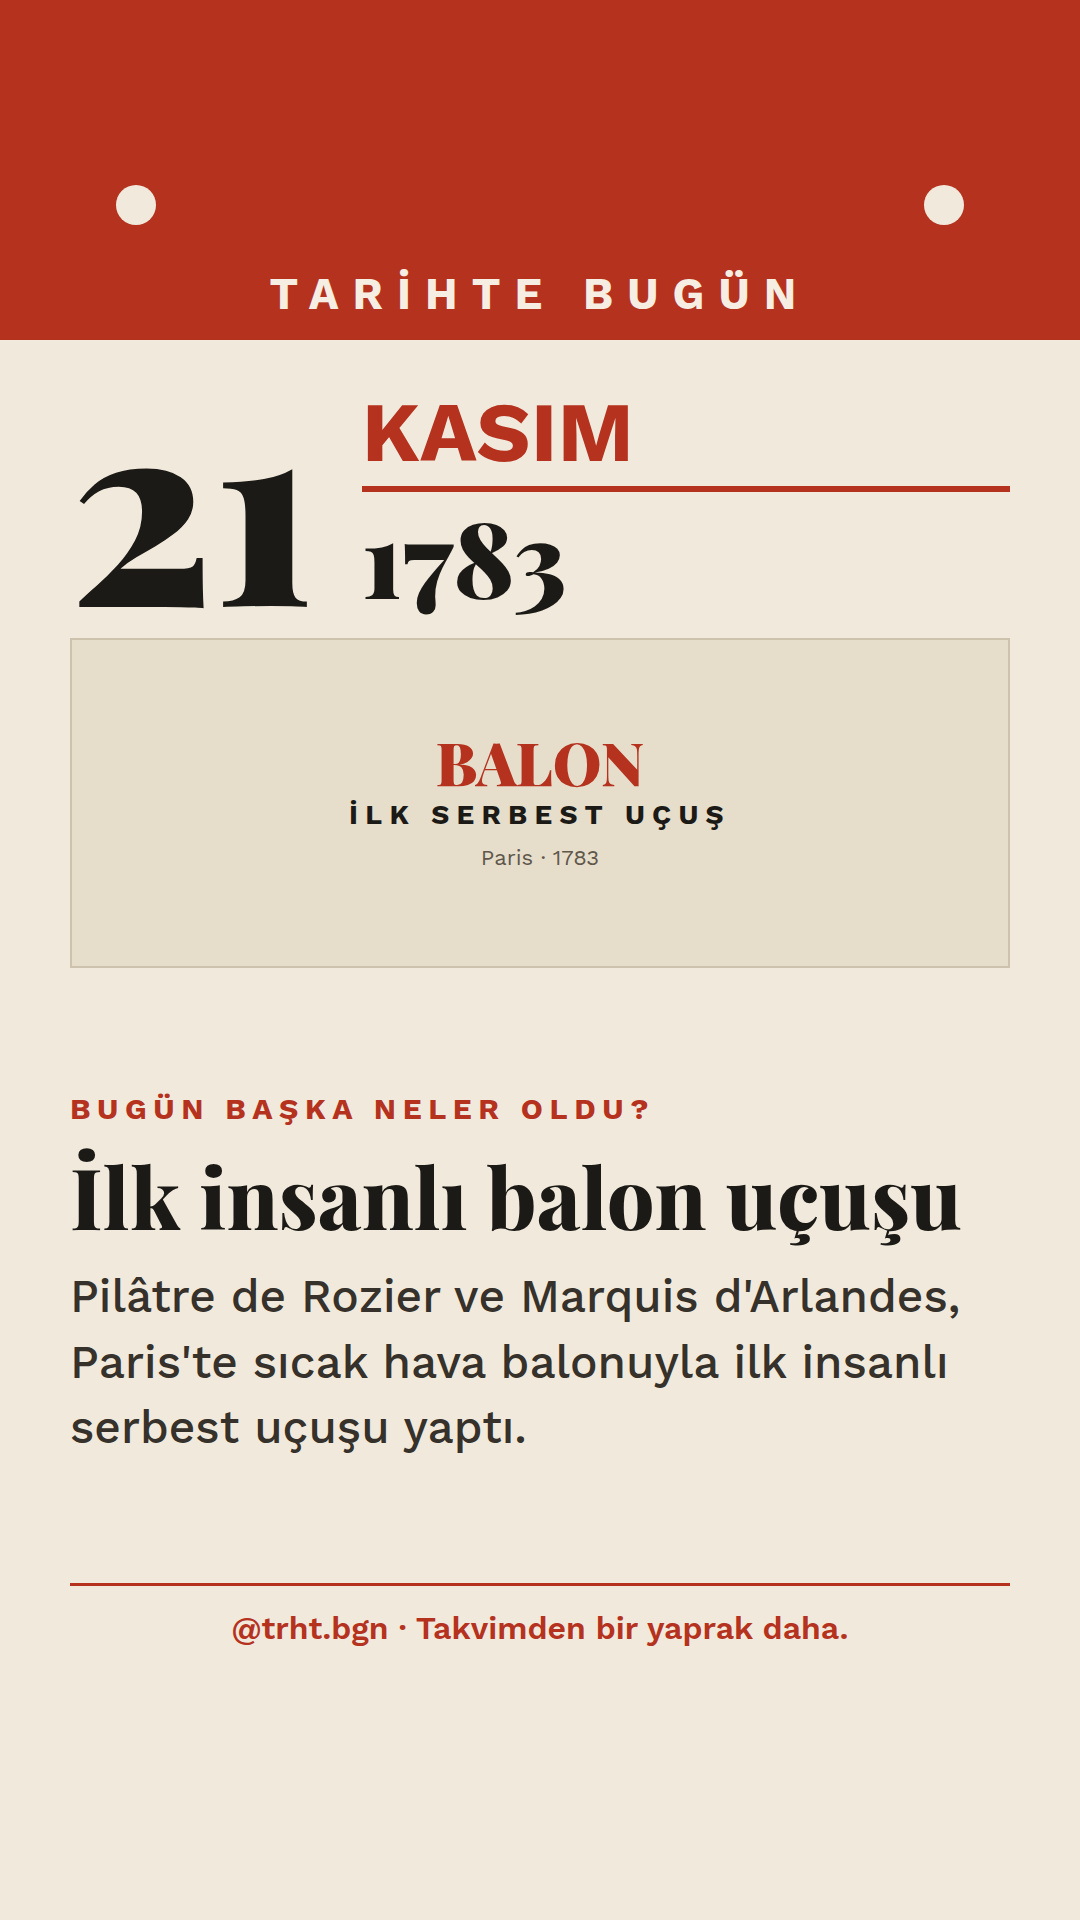 TARİHTE BUGÜN
21
KASIM
1783
BALON
İLK SERBEST UÇUŞ
Paris · 1783
BUGÜN BAŞKA NELER OLDU?
İlk insanlı balon uçuşu
Pilâtre de Rozier ve Marquis d'Arlandes,
Paris'te sıcak hava balonuyla ilk insanlı
serbest uçuşu yaptı.
@trht.bgn · Takvimden bir yaprak daha.